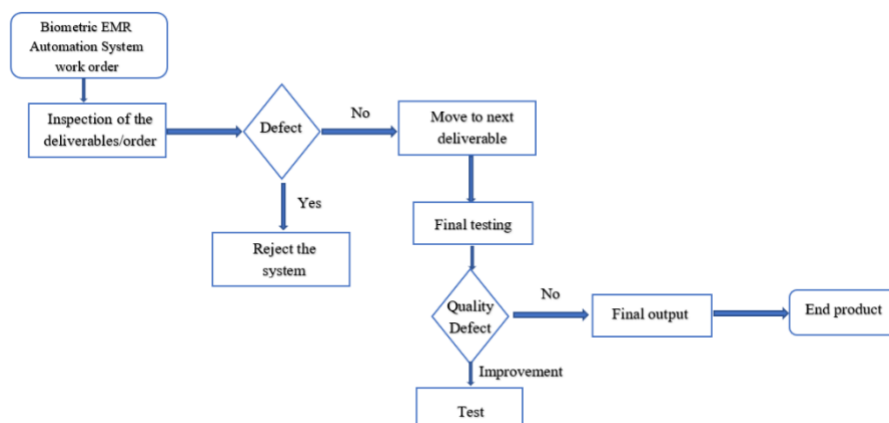 Biometric EMR
Automation System
work order
Inspection of the
deliverables/order
Defect
No
Move to next
deliverable
Yes
Reject the
system
Final testing
Quality
Defect
No
Final output
End product
Improvement
Test